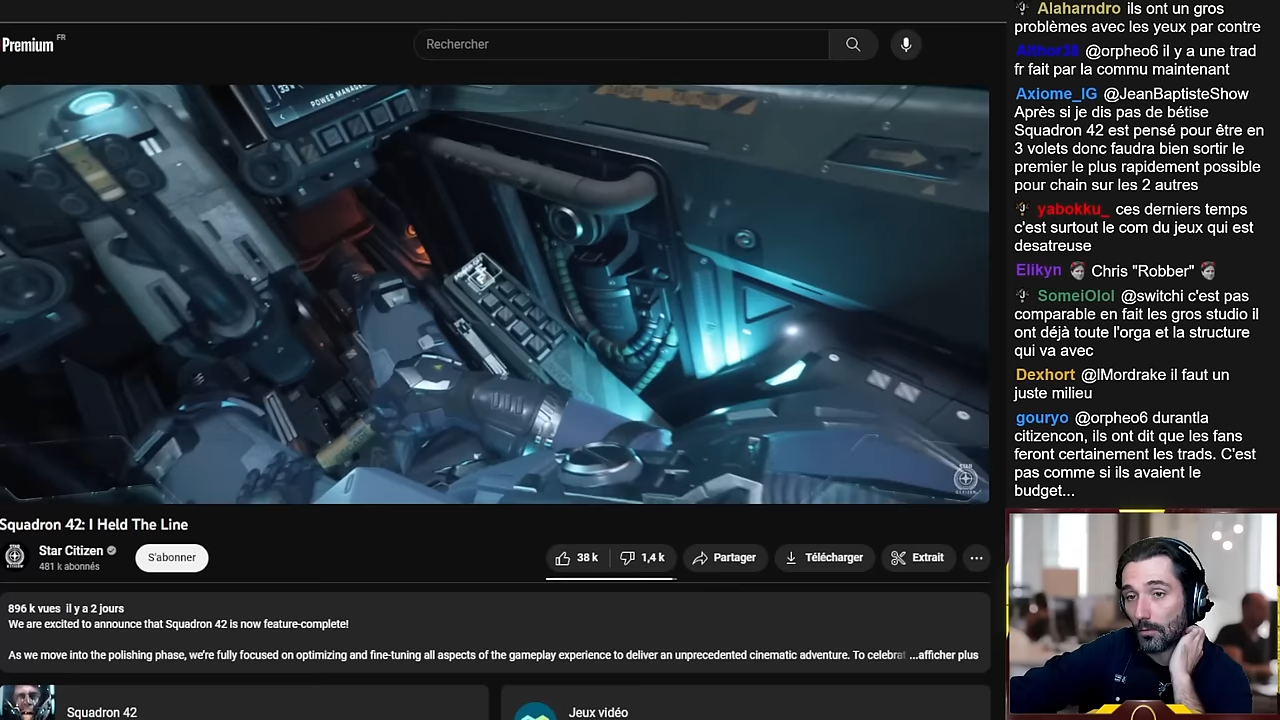 Premium FR
Rechercher
POWER MANAG
Squadron 42: I Held The Line
Star Citizen
481 k abonnés
S'abonner
38 k
1,4 k
Partager
Télécharger
Extrait
896 k vues il y a 2 jours
We are excited to announce that Squadron 42 is now feature-complete!
As we move into the polishing phase, we're fully focused on optimizing and fine-tuning all aspects of the gameplay experience to deliver an unprecedented cinematic adventure. To celebrat ...afficher plus
Squadron 42
Jeux vidéo
Alaharndro ils ont un gros
problèmes avec les yeux par contre
Althor38 @orpheo6 il y a une trad
fr fait par la commu maintenant
Axiome_IG @JeanBaptisteShow
Après si je dis pas de bétise
Squadron 42 est pensé pour être en
3 volets donc faudra bien sortir le
premier le plus rapidement possible
pour chain sur les 2 autres
yabokku_ ces derniers temps
c'est surtout le com du jeux qui est
desatreuse
Elikyn Chris "Robber"
SomeiOlol @switchi c'est pas
comparable en fait les gros studio il
ont déjà toute l'orga et la structure
qui va avec
Dexhort @IMordrake il faut un
juste milieu
gouryo @orpheo6 durantla
citizencon, ils ont dit que les fans
feront certainement les trads. C'est
pas comme si ils avaient le
budget...